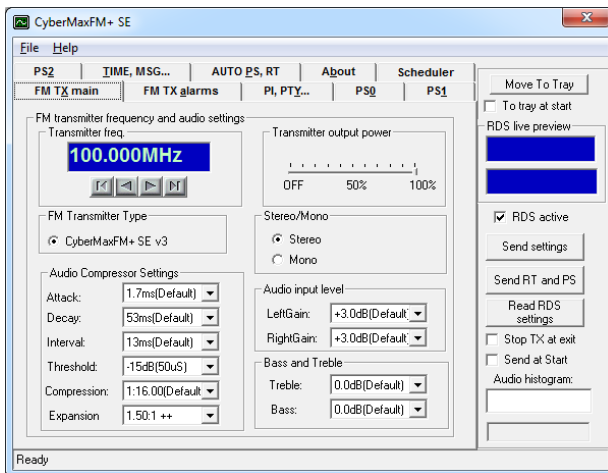 CyberMaxFM+ SE
File Help
PS2 TIME, MSG... AUTO PS, RT About Scheduler
FM TX main FM TX alarms PI, PTY... PS0 PS1
FM transmitter frequency and audio settings
Transmitter freq.
100.000MHz
Transmitter output power
OFF 50% 100%
FM Transmitter Type
CyberMaxFM+ SE v3
Stereo/Mono
Stereo
Mono
Audio Compressor Settings
Attack: 1.7ms(Default)
Decay: 53ms(Default)
Interval: 13ms(Default)
Threshold: -15dB(50uS)
Compression: 1:16.00(Default
Expansion 1.50:1 ++
Audio input level
LeftGain: +3.0dB(Default)
RightGain: +3.0dB(Default)
Bass and Treble
Treble: 0.0dB(Default)
Bass: 0.0dB(Default)
Move To Tray
To tray at start
RDS live preview
RDS active
Send settings
Send RT and PS
Read RDS
settings
Stop TX at exit
Send at Start
Audio histogram:
Ready